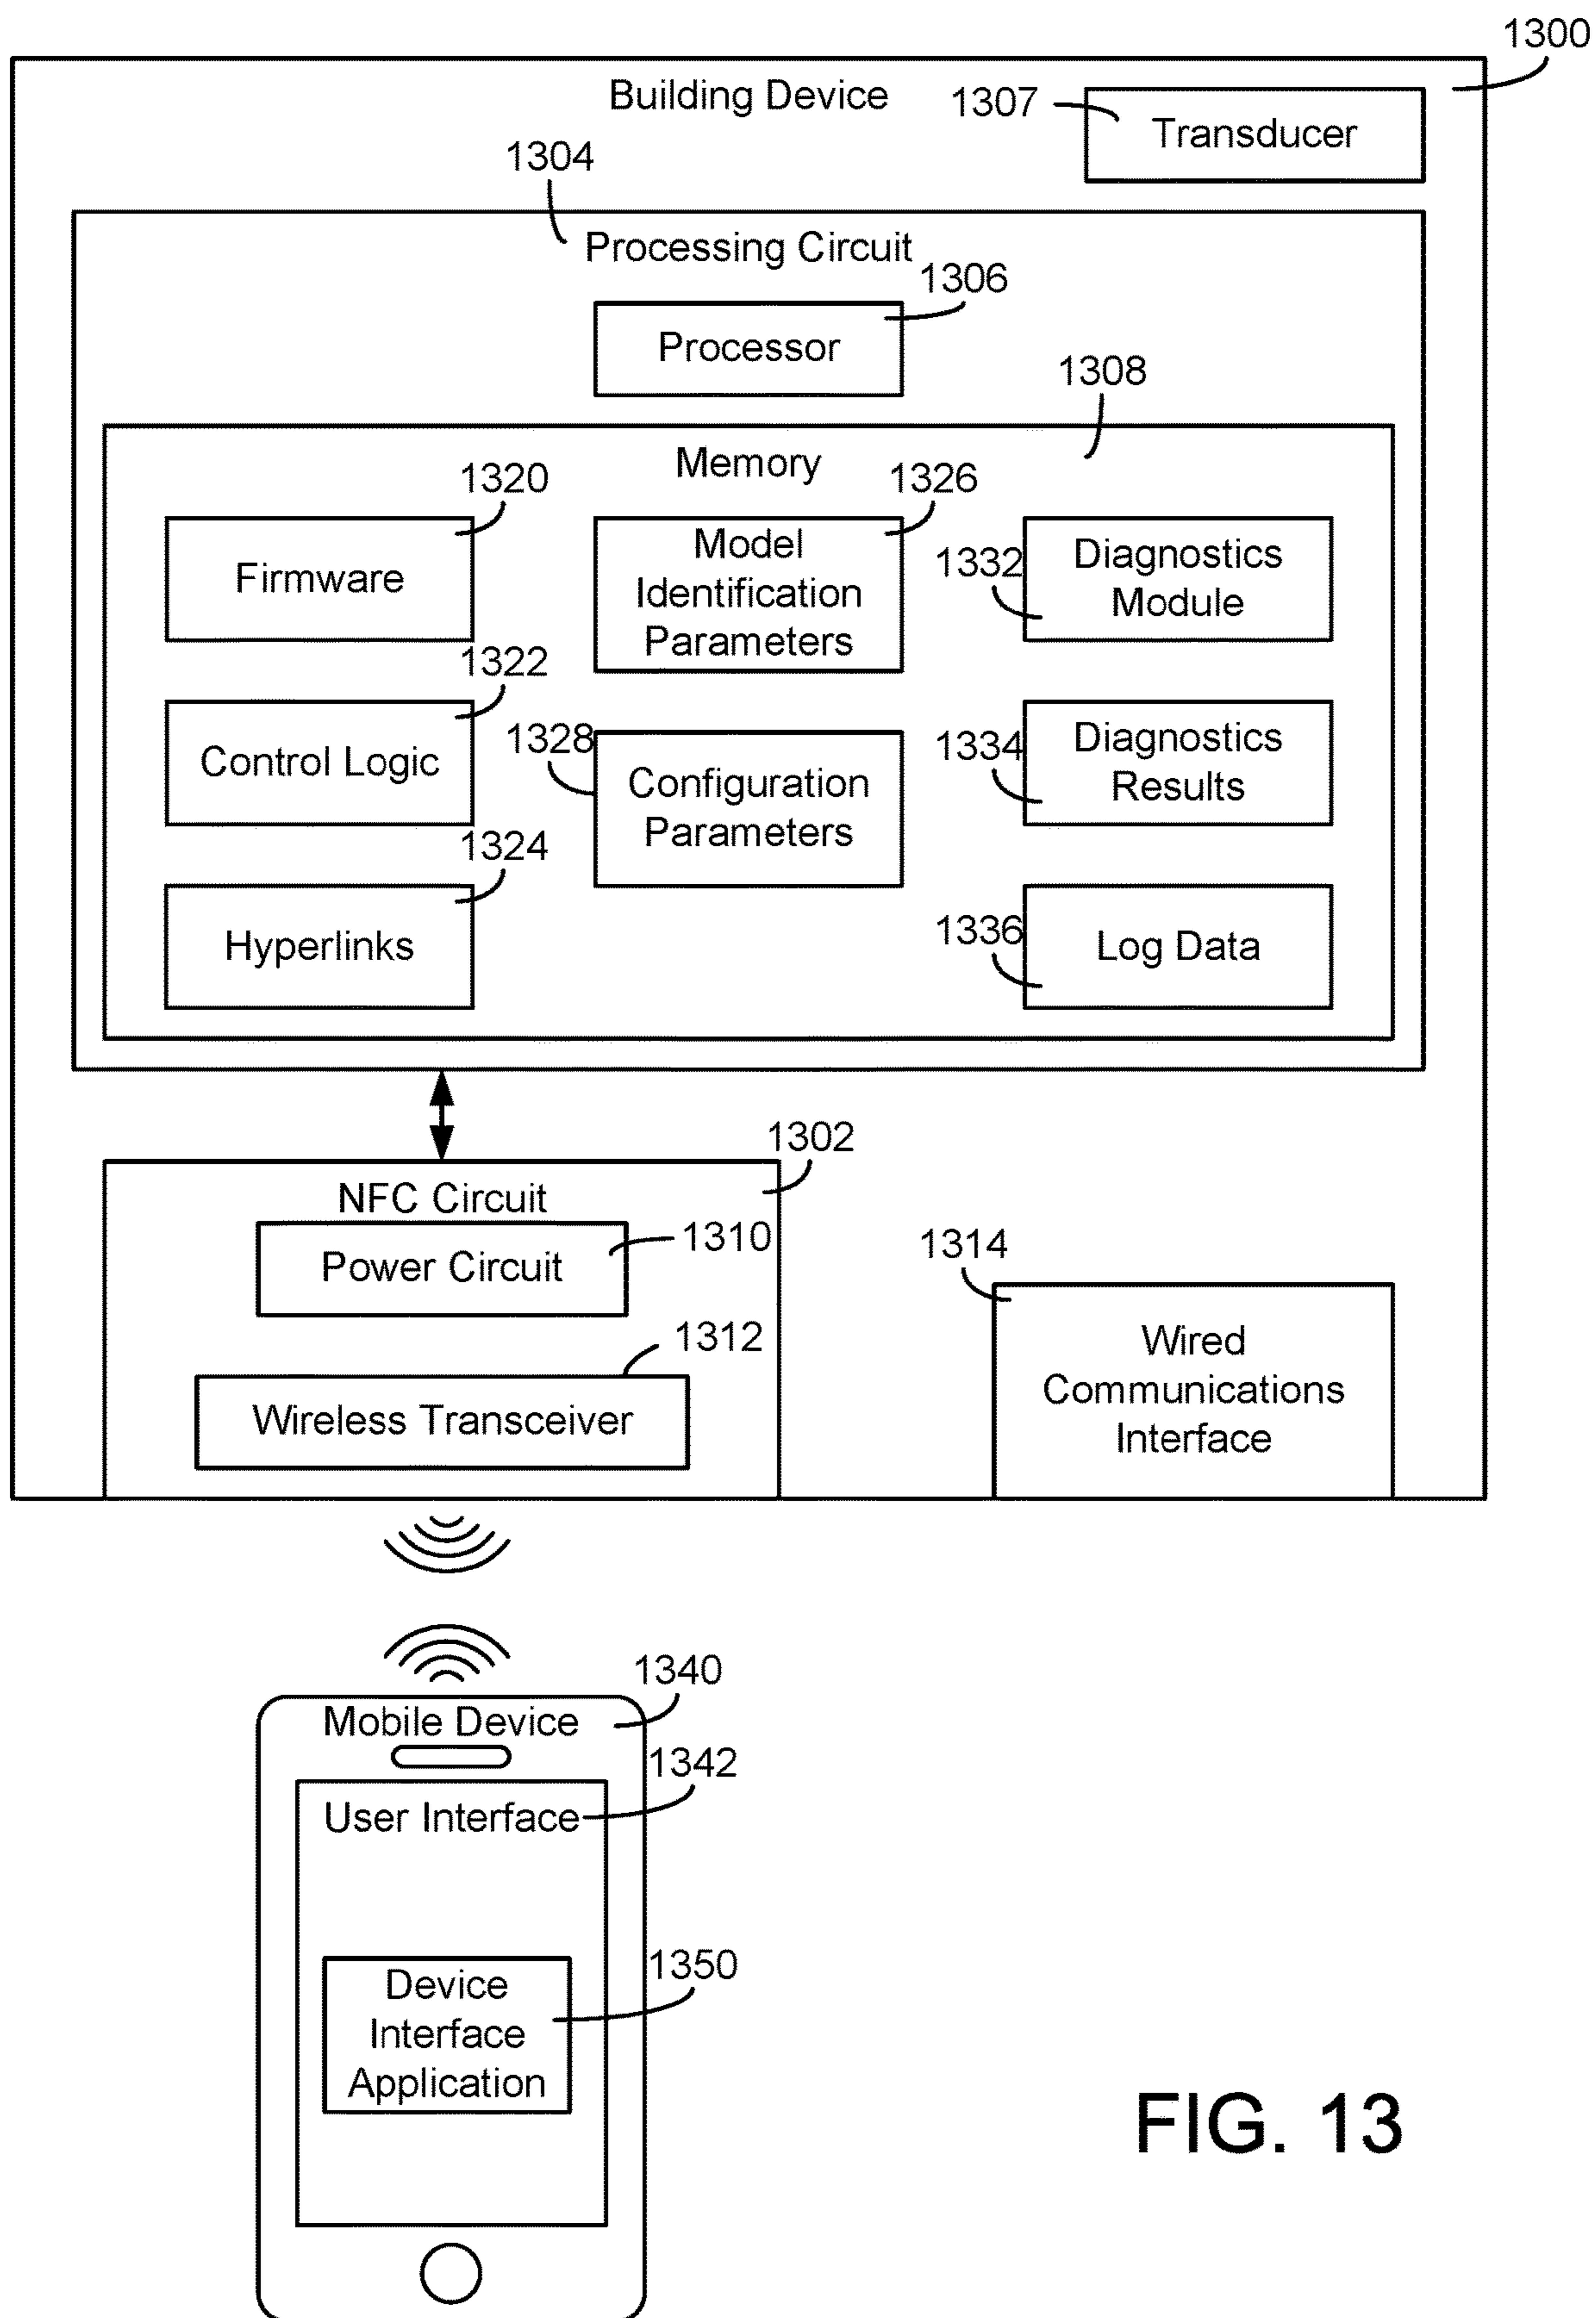 1300
Building Device
1307
Transducer
1304
Processing Circuit
1306
Processor
1308
Memory
1320
1326
Firmware
Model
Identification
Parameters
1332
Diagnostics
Module
1322
Control Logic
1328
Configuration
Parameters
1334
Diagnostics
Results
1324
Hyperlinks
1336
Log Data
1302
NFC Circuit
Power Circuit
1310
1312
Wireless Transceiver
1314
Wired
Communications
Interface
1340
Mobile Device
1342
User Interface
1350
Device
Interface
Application
FIG. 13